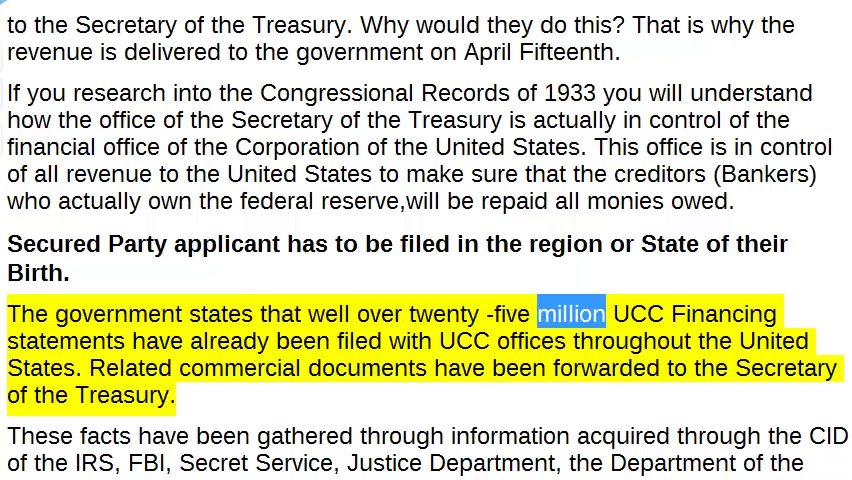 to the Secretary of the Treasury. Why would they do this? That is why the
revenue is delivered to the government on April Fifteenth.
If you research into the Congressional Records of 1933 you will understand
how the office of the Secretary of the Treasury is actually in control of the
financial office of the Corporation of the United States. This office is in control
of all revenue to the United States to make sure that the creditors (Bankers)
who actually own the federal reserve,will be repaid all monies owed.
Secured Party applicant has to be filed in the region or State of their
Birth.
The government states that well over twenty -five million UCC Financing
statements have already been filed with UCC offices throughout the United
States. Related commercial documents have been forwarded to the Secretary
of the Treasury.
These facts have been gathered through information acquired through the CID
of the IRS, FBI, Secret Service, Justice Department, the Department of the